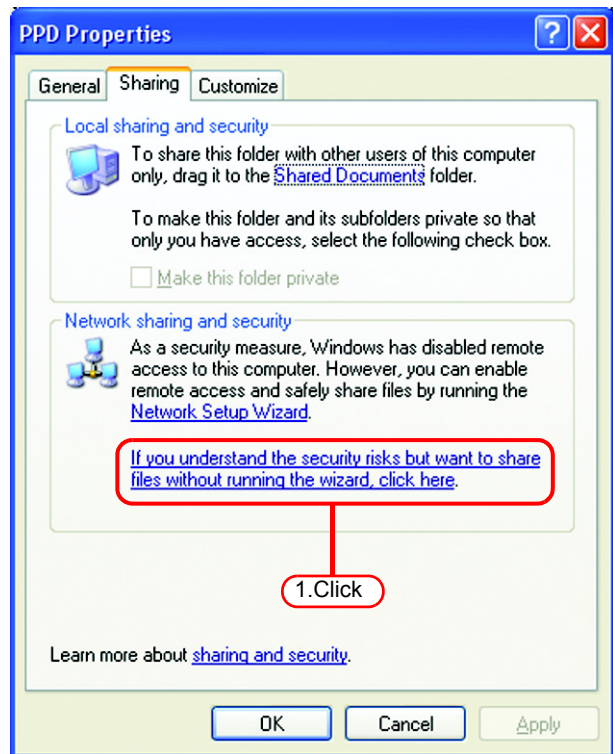 PPD Properties
General Sharing Customize
Local sharing and security
To share this folder with other users of this computer
only, drag it to the Shared Documents folder.
To make this folder and its subfolders private so that
only you have access, select the following check box.
Make this folder private
Network sharing and security
As a security measure, Windows has disabled remote
access to this computer. However, you can enable
remote access and safely share files by running the
Network Setup Wizard.
If you understand the security risks but want to share
files without running the wizard, click here.
1.Click
Learn more about sharing and security.
OK Cancel Apply